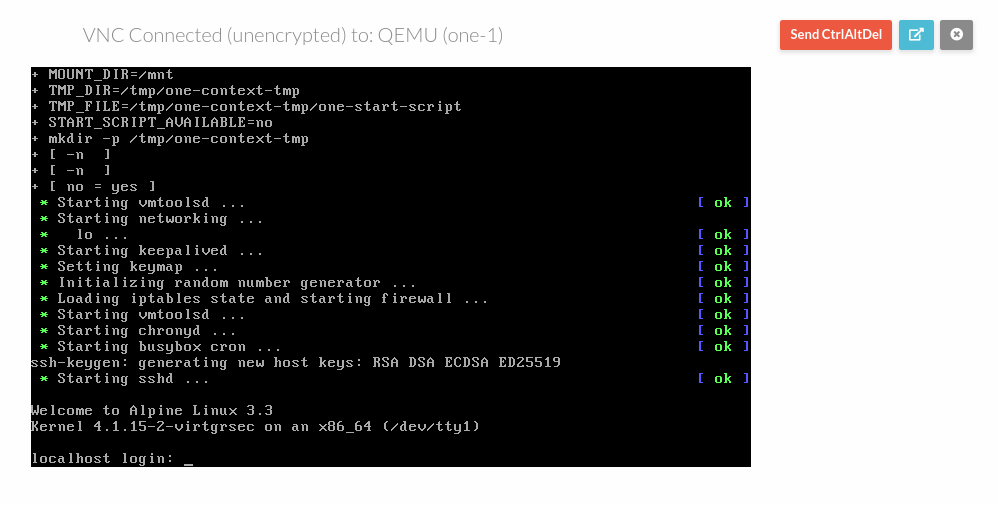 VNC Connected (unencrypted) to: QEMU (one-1)
Send CtrlAltDel
+ MOUNT_DIR=/mnt
+ TMP_DIR=/tmp/one-context-tmp
+ TMP_FILE=/tmp/one-context-tmp/one-start-script
+ START_SCRIPT_AVAILABLE=no
+ mkdir -p /tmp/one-context-tmp
+ [ -n  ]
+ [ -n  ]
+ [ no = yes ]
* Starting vmtoolsd ... [ ok ]
* Starting networking ...
*   lo ... [ ok ]
* Starting keepalived ... [ ok ]
* Setting keymap ... [ ok ]
* Initializing random number generator ... [ ok ]
* Loading iptables state and starting firewall ... [ ok ]
* Starting vmtoolsd ... [ ok ]
* Starting chronyd ... [ ok ]
* Starting busybox cron ... [ ok ]
ssh-keygen: generating new host keys: RSA DSA ECDSA ED25519
* Starting sshd ... [ ok ]
Welcome to Alpine Linux 3.3
Kernel 4.1.15-2-virtgrsec on an x86_64 (/dev/tty1)
localhost login: _